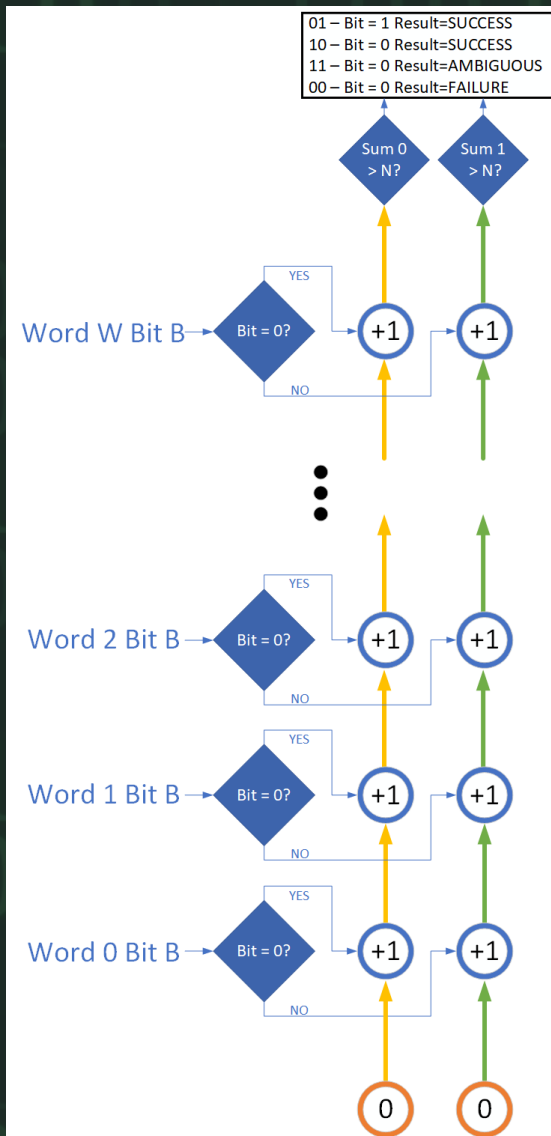 01 – Bit = 1 Result=SUCCESS
10 – Bit = 0 Result=SUCCESS
11 – Bit = 0 Result=AMBIGUOUS
00 – Bit = 0 Result=FAILURE
Sum 0
> N?
Sum 1
> N?
YES
Word W Bit B
Bit = 0?
+1
+1
NO
YES
Word 2 Bit B
Bit = 0?
+1
+1
NO
YES
Word 1 Bit B
Bit = 0?
+1
+1
NO
YES
Word 0 Bit B
Bit = 0?
+1
+1
NO
0
0